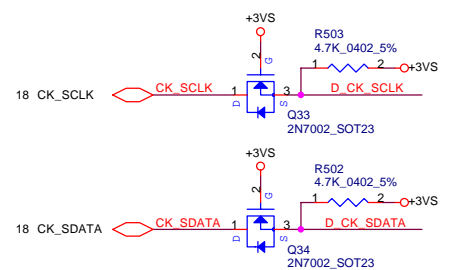 +3VS
R503
4.7K_0402_5%
2
G
1
2
+3VS
18 CK_SCLK
CK_SCLK
1
D
3
S
D_CK_SCLK
Q33
2N7002_SOT23
+3VS
R502
4.7K_0402_5%
2
G
1
2
+3VS
18 CK_SDATA
CK_SDATA
1
D
3
S
D_CK_SDATA
Q34
2N7002_SOT23